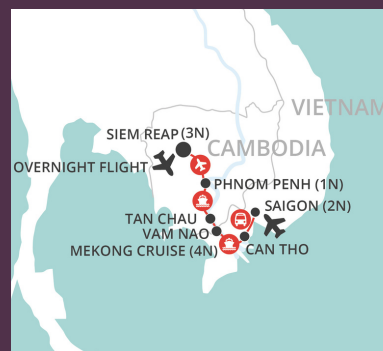 VIETNAM
SIEM REAP (3N)
CAMBODIA
OVERNIGHT FLIGHT
PHNOM PENH (1N)
SAIGON (2N)
TAN CHAU
VAM NAO
MEKONG CRUISE (4N)
CAN THO